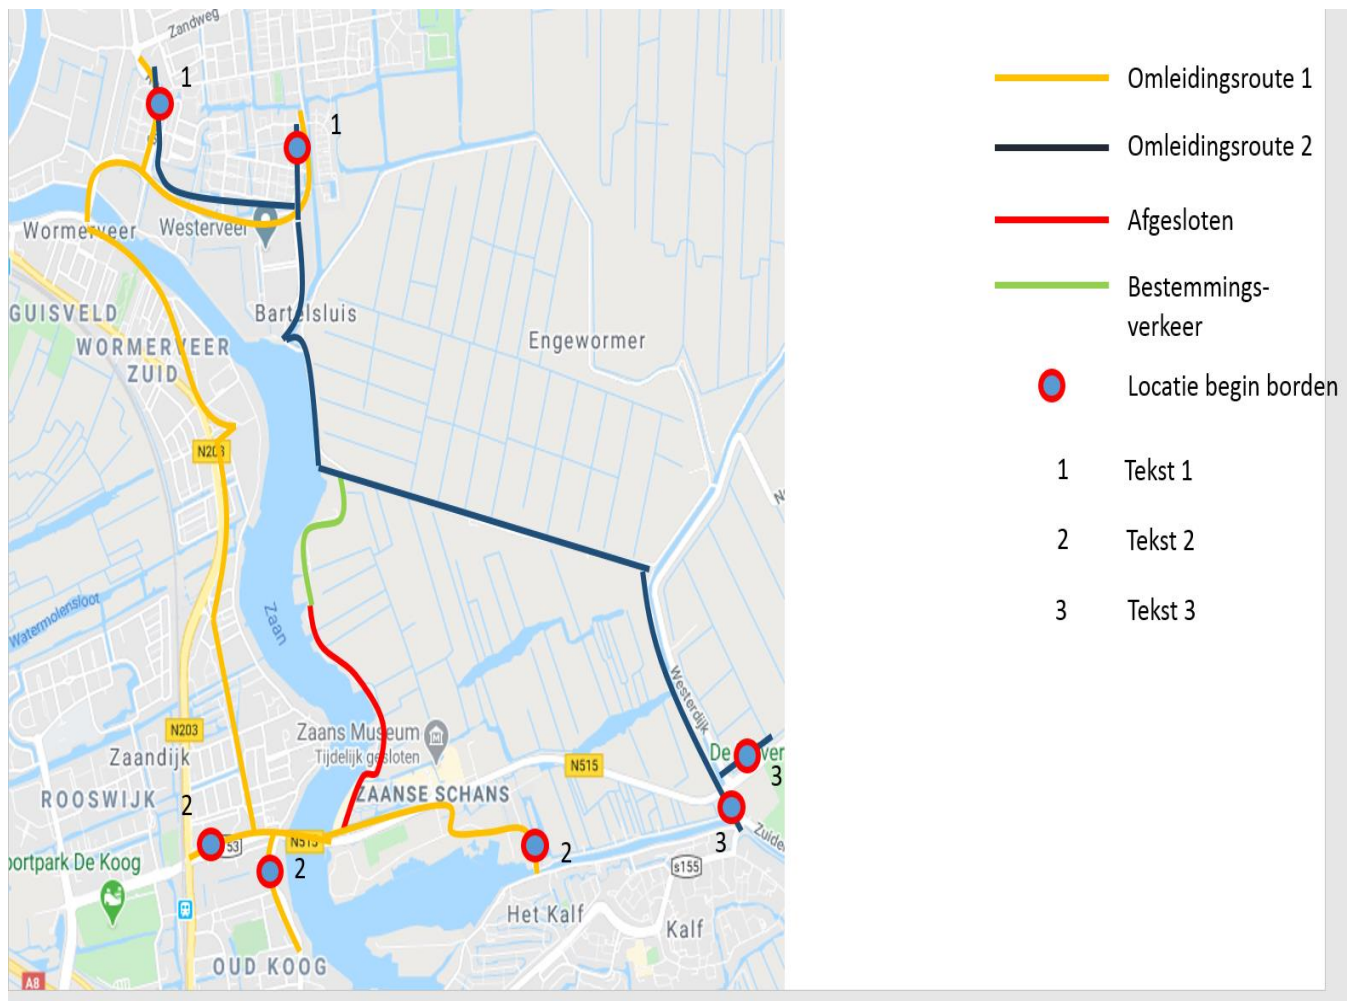 Zandweg
1
1
Wormerveer
Westerveer
GUISVELD
Bartelsluis
WORMERVEER
ZUID
Engewormer
N203
Zaan
Watermolensloot
Westerdijk
N203
Zaandijk
Zaans Museum
Tijdelijk gesloten
N515
3
ROOSWIJK
2
ZAANSE SCHANS
3
53
N515
2
2
portpark De Koog
s155
Het Kalf
Kalf
OUD KOOG
A8
Omleidingsroute 1
Omleidingsroute 2
Afgesloten
Bestemmings-
verkeer
Locatie begin borden
1 Tekst 1
2 Tekst 2
3 Tekst 3